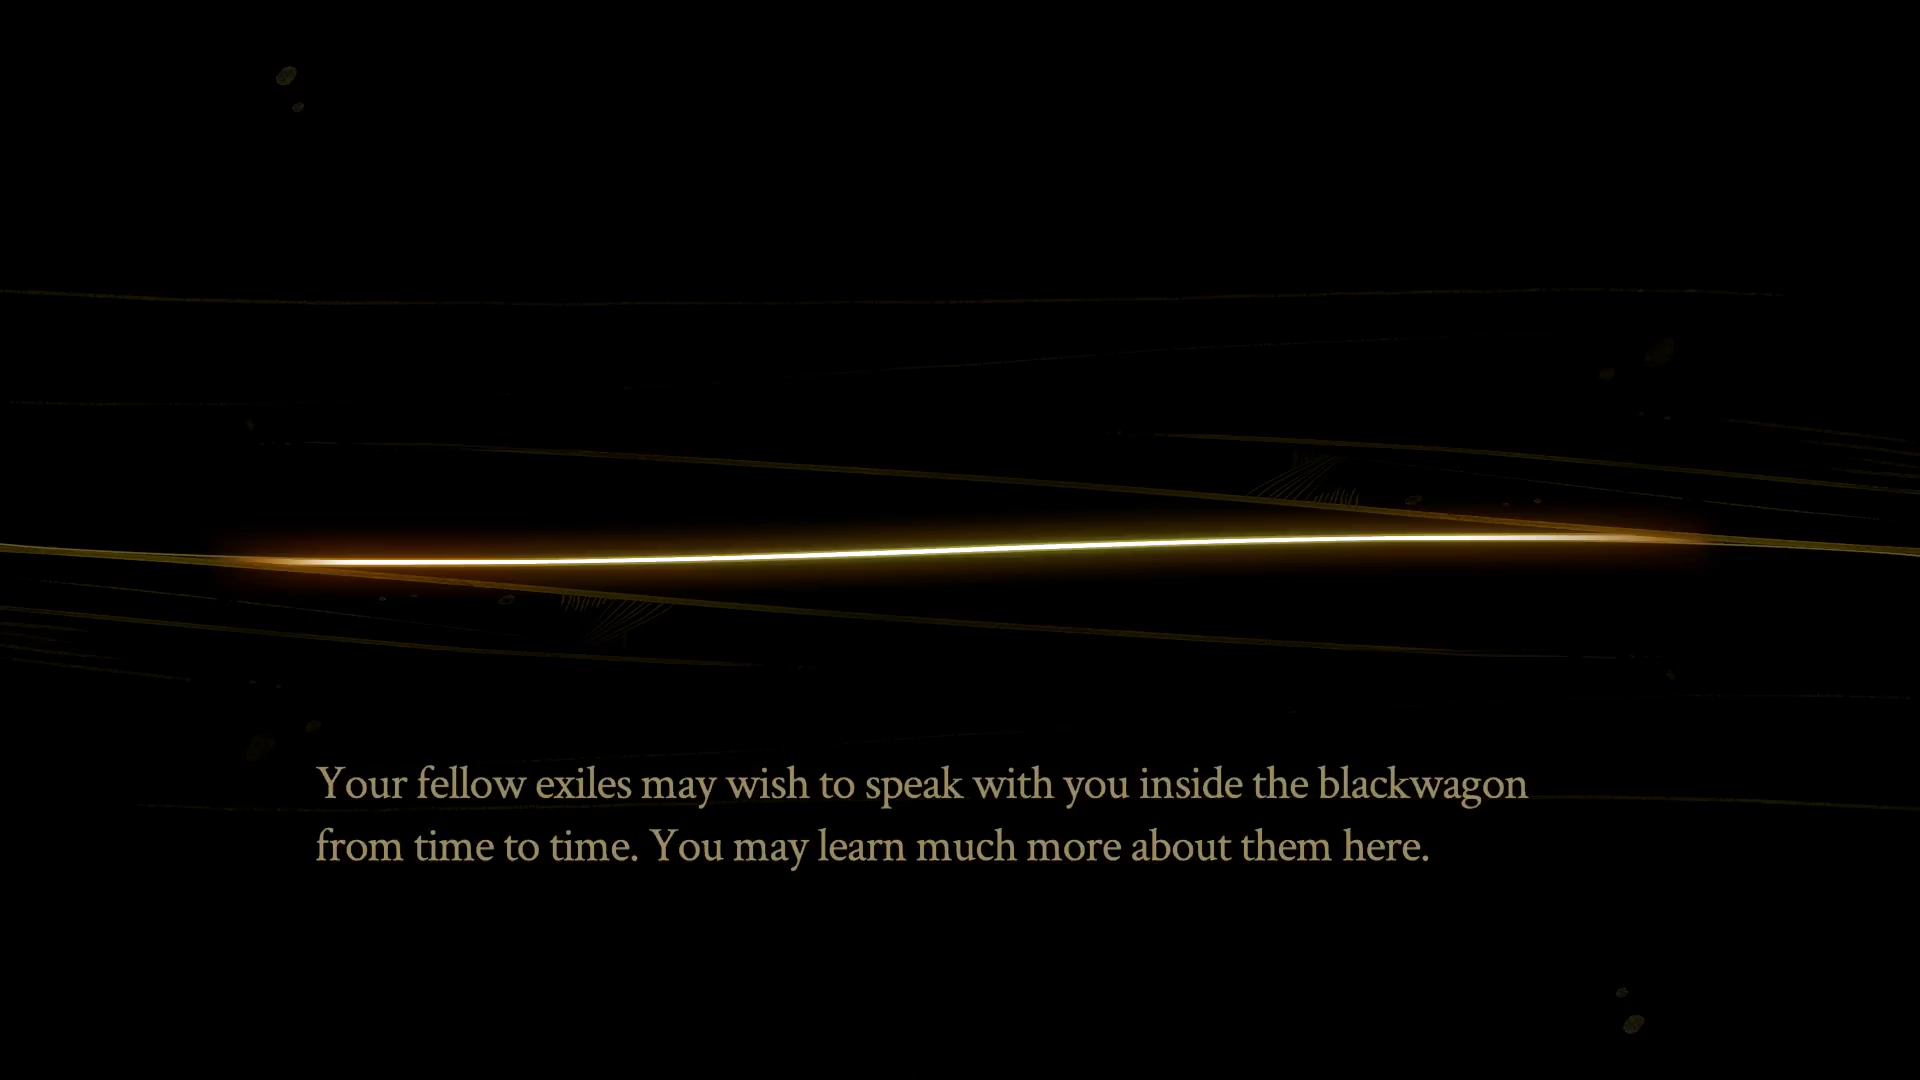 Your fellow exiles may wish to speak with you inside the blackwagon
from time to time. You may learn much more about them here.